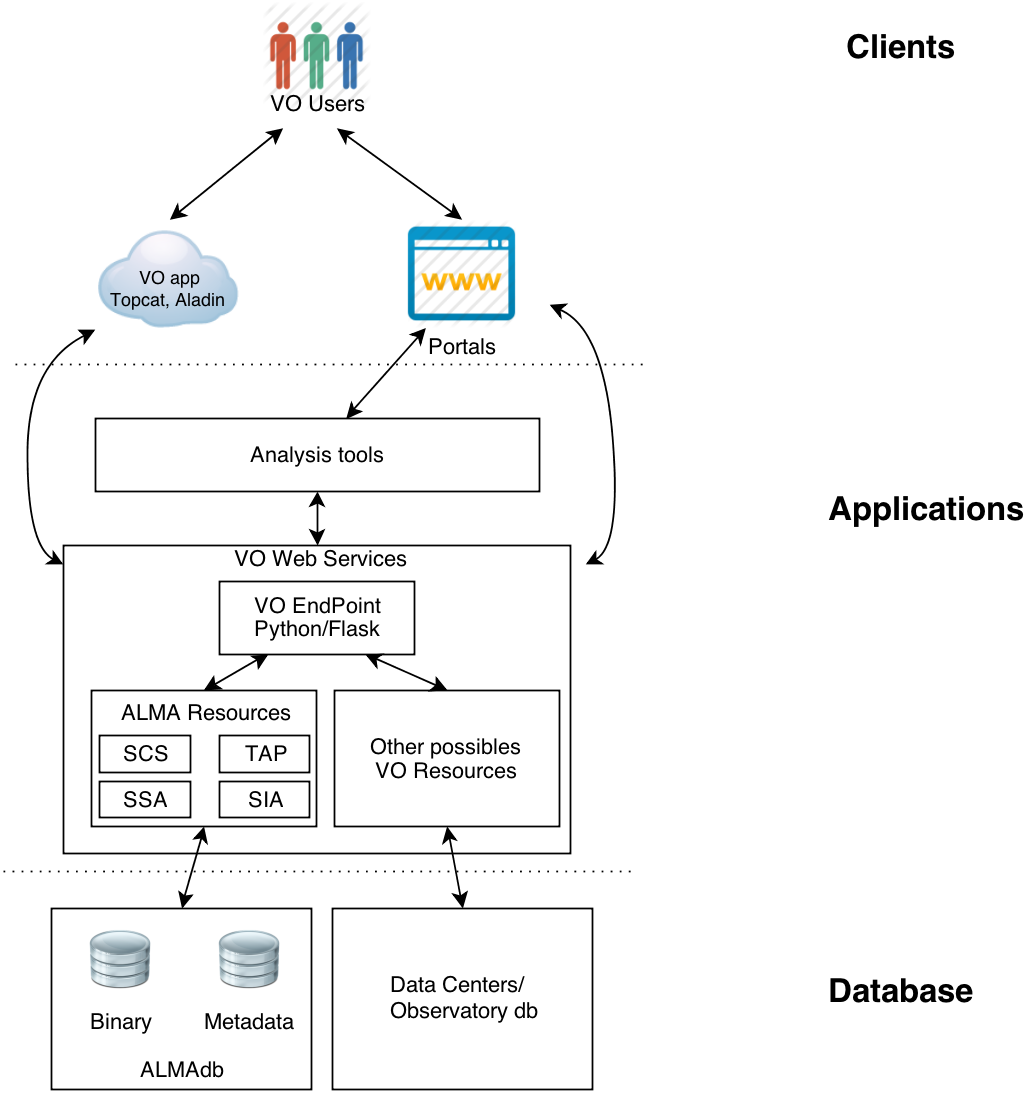 Clients
VO Users
VO app
Topcat, Aladin
www
Portals
Analysis tools
Applications
VO Web Services
VO EndPoint
Python/Flask
ALMA Resources
SCS
TAP
SSA
SIA
Other possibles
VO Resources
Binary
Metadata
ALMAdb
Data Centers/
Observatory db
Database